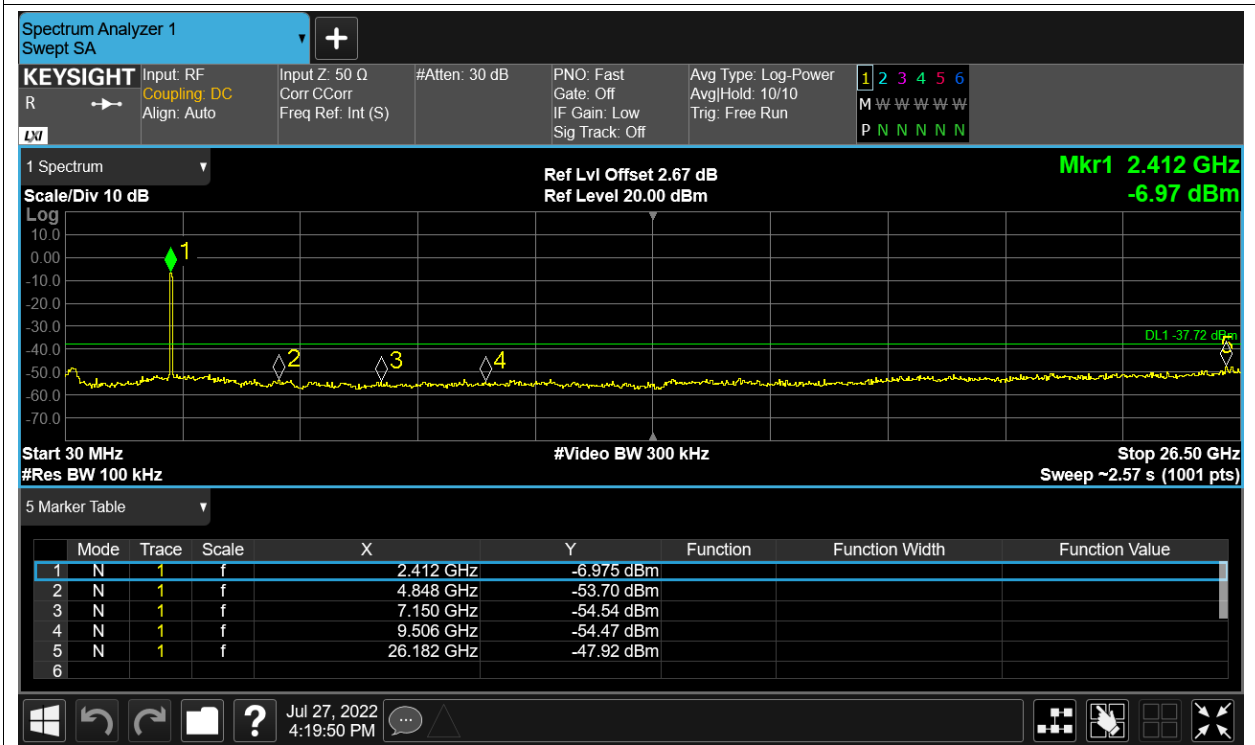 Spectrum Analyzer 1
Swept SA
KEYSIGHT Input: RF Input Z: 50 Ω #Atten: 30 dB PNO: Fast Avg Type: Log-Power 1 2 3 4 5 6
R Coupling: DC Corr CCorr Gate: Off Avg|Hold: 10/10 M W W W W W
Align: Auto Freq Ref: Int (S) IF Gain: Low Trig: Free Run
LXI Sig Track: Off P N N N N N
1 Spectrum Ref Lvl Offset 2.67 dB Mkr1 2.412 GHz
Scale/Div 10 dB Ref Level 20.00 dBm -6.97 dBm
Log
10.0
0.00 1
-10.0
-20.0
-30.0 DL1 -37.72 dBm
-40.0 2 3 4 5
-50.0
-60.0
-70.0
Start 30 MHz #Video BW 300 kHz Stop 26.50 GHz
#Res BW 100 kHz Sweep ~2.57 s (1001 pts)
5 Marker Table
Mode Trace Scale X Y Function Function Width Function Value
1 N 1 f 2.412 GHz -6.975 dBm
2 N 1 f 4.848 GHz -53.70 dBm
3 N 1 f 7.150 GHz -54.54 dBm
4 N 1 f 9.506 GHz -54.47 dBm
5 N 1 f 26.182 GHz -47.92 dBm
6
? Jul 27, 2022
4:19:50 PM